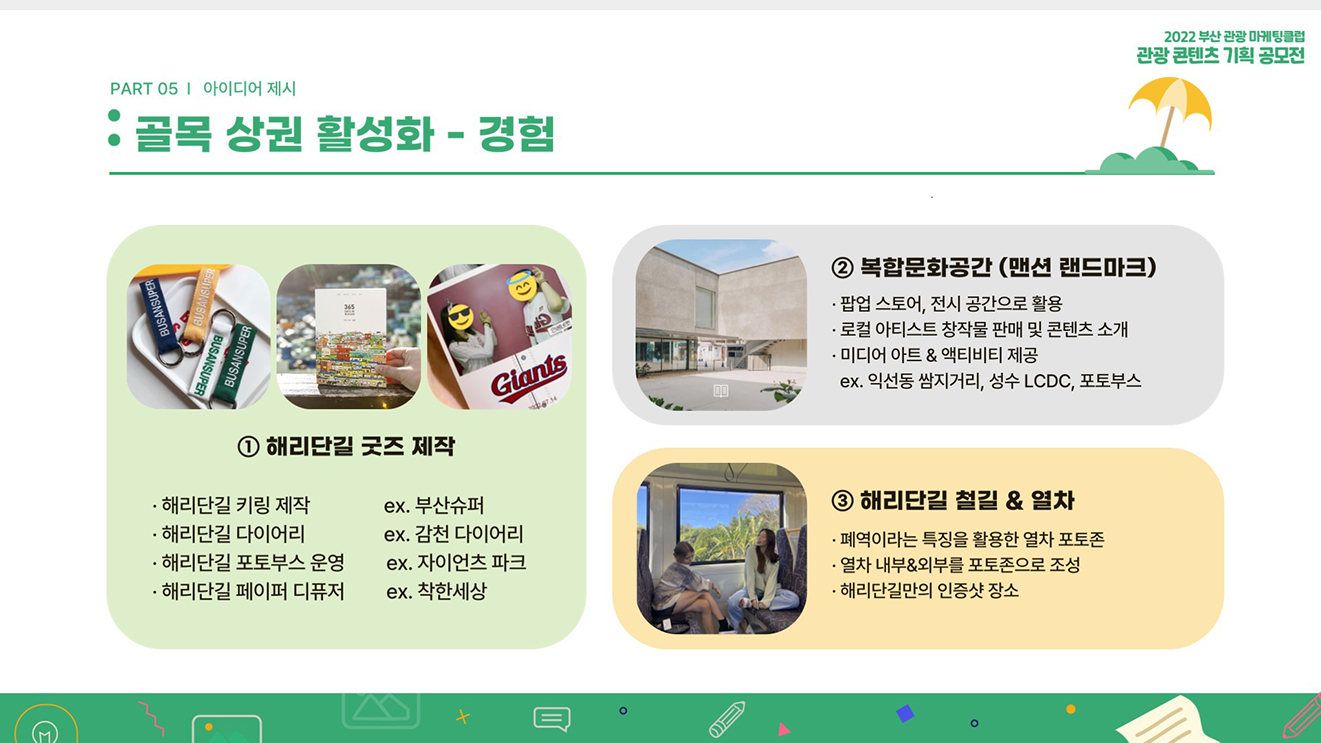 2022 부산 관광 마케팅클럽
관광 콘텐츠 기획 공모전
PART 05 I 아이디어 제시
골목 상권 활성화 - 경험
BUSANSUPER
BUSANSUPER
BUSANSUPER
BUSANSUPER
365
Giants
① 해리단길 굿즈 제작
· 해리단길 키링 제작 ex. 부산슈퍼
· 해리단길 다이어리 ex. 감천 다이어리
· 해리단길 포토부스 운영 ex. 자이언츠 파크
· 해리단길 페이퍼 디퓨저 ex. 착한세상
② 복합문화공간 (맨션 랜드마크)
· 팝업 스토어, 전시 공간으로 활용
· 로컬 아티스트 창작물 판매 및 콘텐츠 소개
· 미디어 아트 & 액티비티 제공
ex. 익선동 쌈지거리, 성수 LCDC, 포토부스
③ 해리단길 철길 & 열차
· 폐역이라는 특징을 활용한 열차 포토존
· 열차 내부&외부를 포토존으로 조성
· 해리단길만의 인증샷 장소